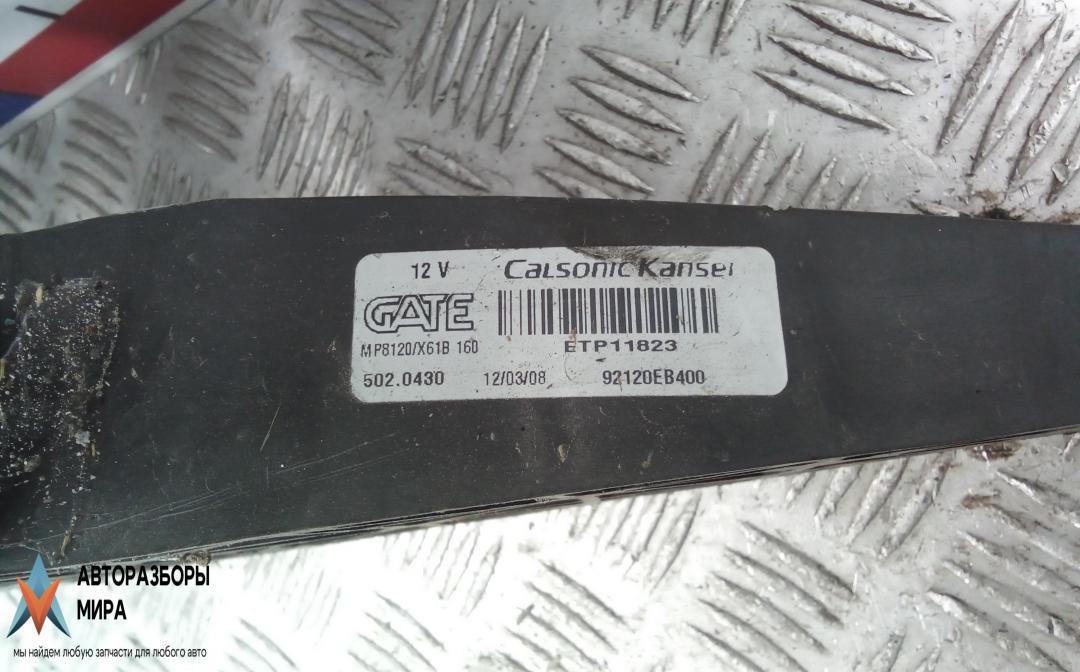 12 V Calsonic Kansei
GATE
MP8120/X61B 160 ETP11823
502.0430 12/03/08 92120EB400
АВТОРАЗБОРЫ
МИРА
мы найдем любую запчасти для любого авто